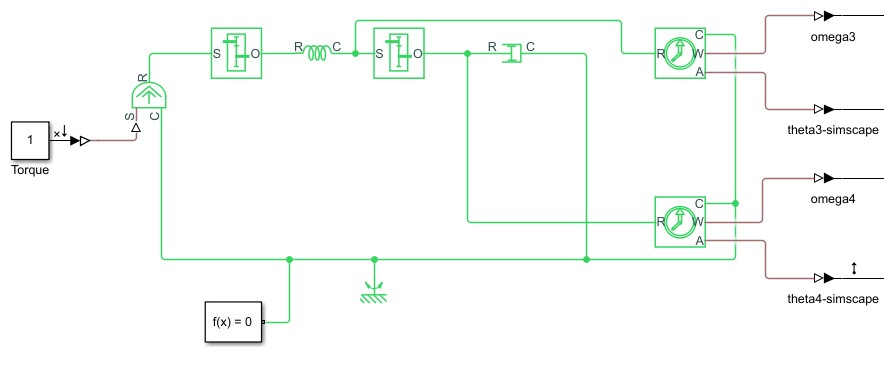 C
omega3
S
O
R
C
S
O
R
C
R
W
A
R
S
C
x
1
theta3-simscape
Torque
C
omega4
R
W
A
theta4-simscape
f(x) = 0